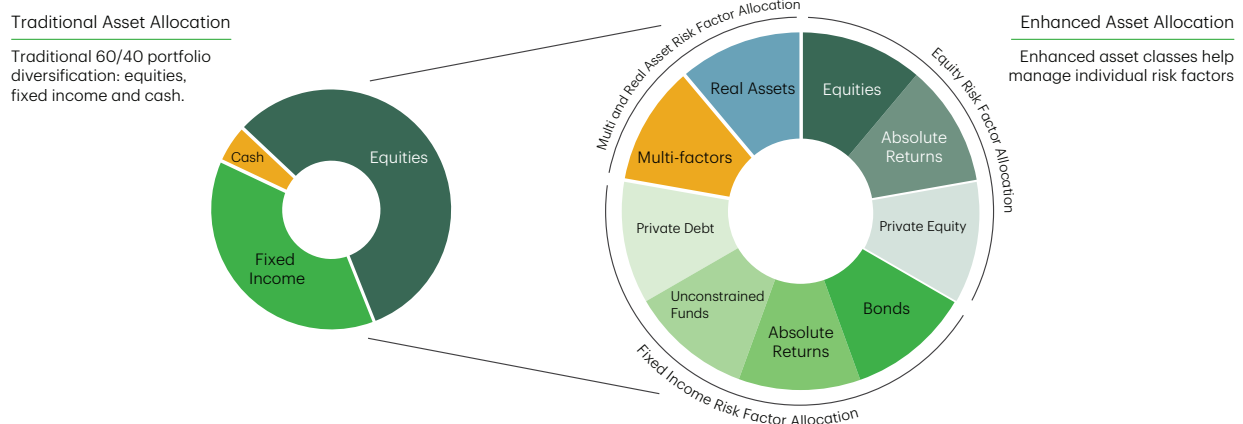 Traditional Asset Allocation
Traditional 60/40 portfolio
diversification: equities,
fixed income and cash.
Cash
Equities
Fixed
Income
Multi and Real Asset Risk Factor Allocation
Equity Risk Factor Allocation
Fixed Income Risk Factor Allocation
Real Assets
Equities
Absolute
Returns
Multi-factors
Private Equity
Private Debt
Unconstrained
Funds
Absolute
Returns
Bonds
Enhanced Asset Allocation
Enhanced asset classes help
manage individual risk factors